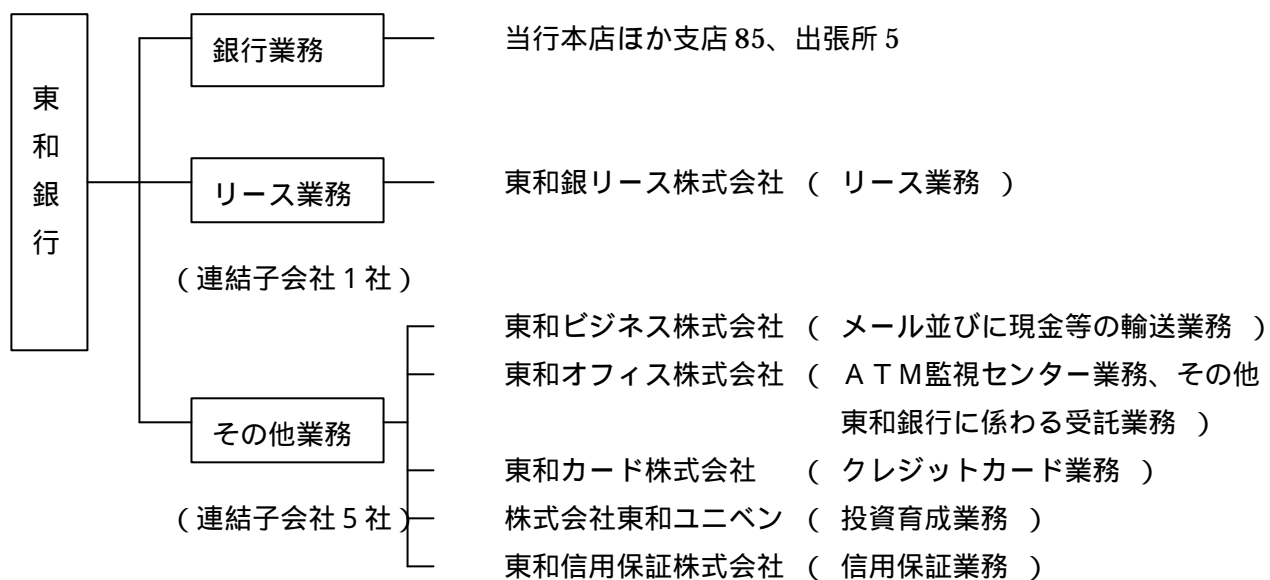 東和銀行
銀行業務
当行本店ほか支店 85、出張所 5
リース業務
東和銀リース株式会社 ( リース業務 )
(連結子会社1社)
東和ビジネス株式会社 ( メール並びに現金等の輸送業務 )
東和オフィス株式会社 ( ATM監視センター業務、その他
東和銀行に係わる受託業務 )
その他業務
東和カード株式会社 ( クレジットカード業務 )
(連結子会社5社)
株式会社東和ユニベン ( 投資育成業務 )
東和信用保証株式会社 ( 信用保証業務 )